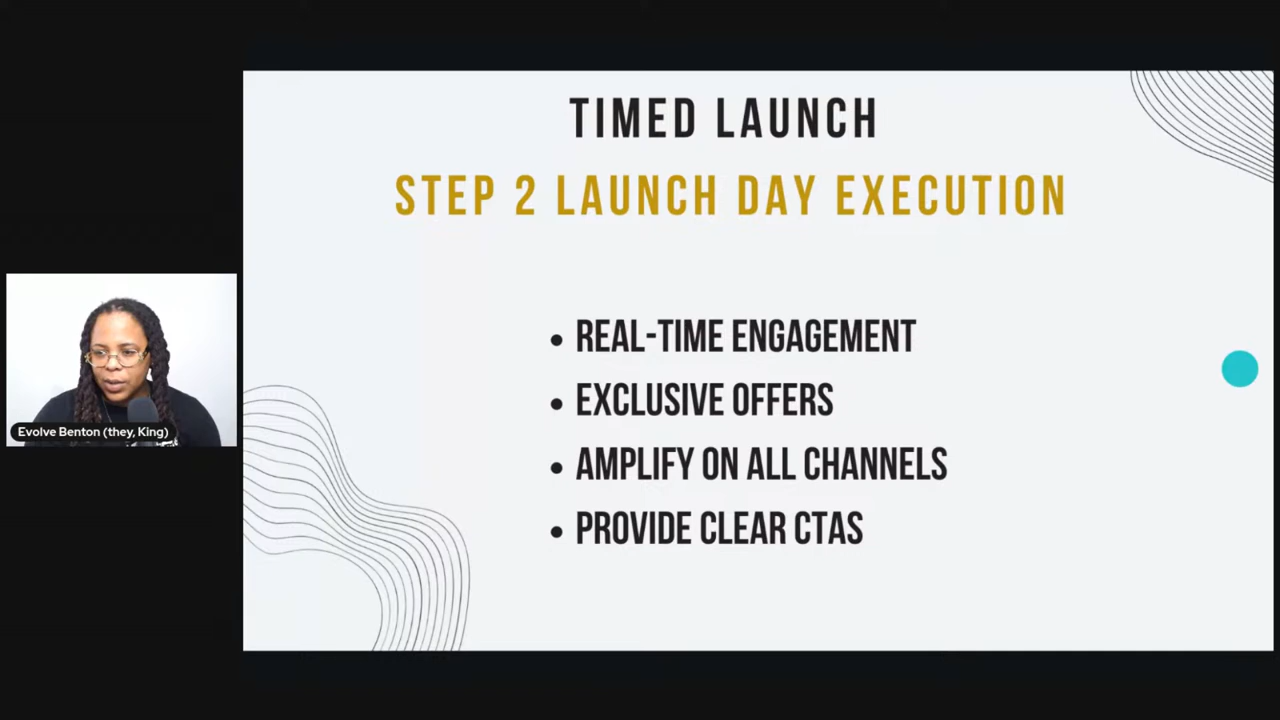 TIMED LAUNCH
STEP 2 LAUNCH DAY EXECUTION
• REAL-TIME ENGAGEMENT
• EXCLUSIVE OFFERS
• AMPLIFY ON ALL CHANNELS
• PROVIDE CLEAR CTAS
Evolve Benton (they, King)